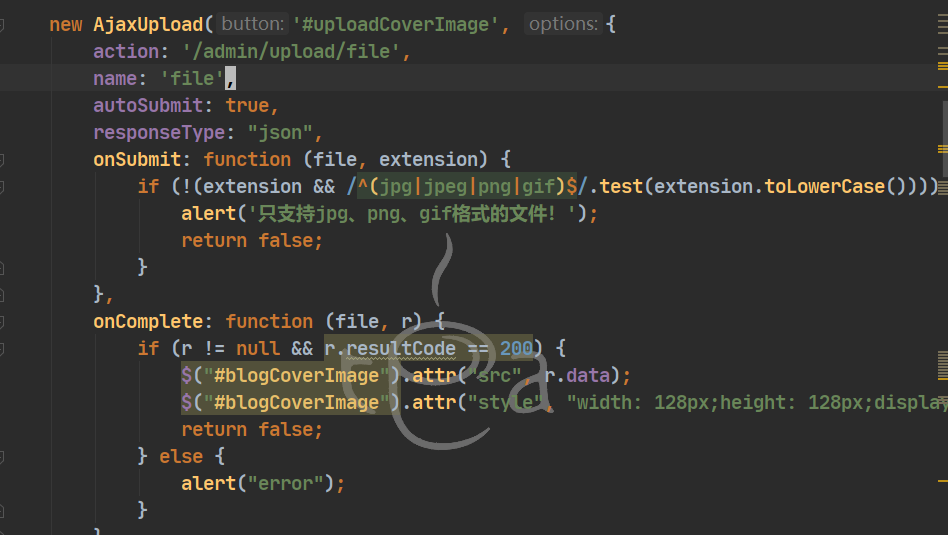 new AjaxUpload( button: '#uploadCoverImage', options: {
action: '/admin/upload/file',
name: 'file',
autoSubmit: true,
responseType: "json",
onSubmit: function (file, extension) {
if (!(extension && /^(jpg|jpeg|png|gif)$/.test(extension.toLowerCase())))
alert('只支持jpg、png、gif格式的文件！');
return false;
}
},
onComplete: function (file, r) {
if (r != null && r.resultCode == 200) {
$("#blogCoverImage").attr("src", r.data);
$("#blogCoverImage").attr("style", "width: 128px;height: 128px;display
return false;
} else {
alert("error");
}
}